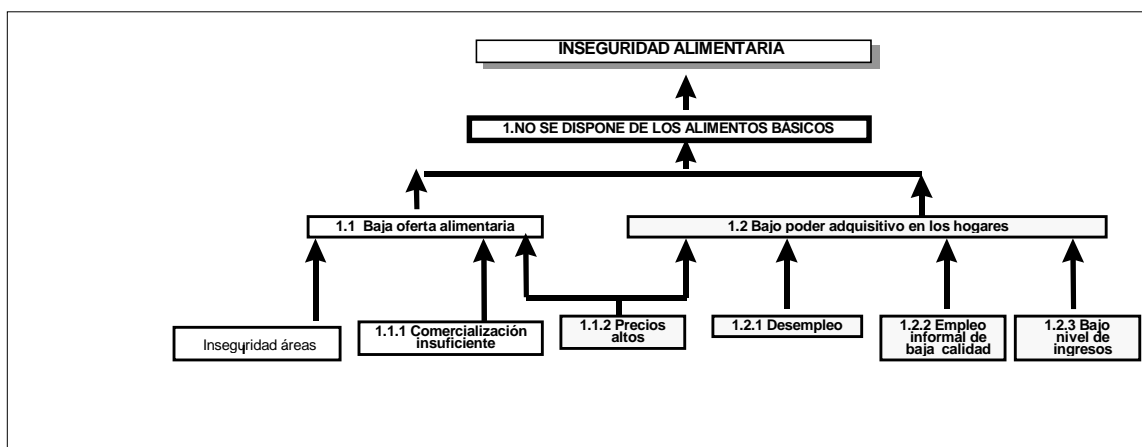 INSEGURIDAD ALIMENTARIA
1.NO SE DISPONE DE LOS ALIMENTOS BÁSICOS
1.1 Baja oferta alimentaria
1.2 Bajo poder adquisitivo en los hogares
Inseguridad áreas
1.1.1 Comercialización
insuficiente
1.1.2 Precios
altos
1.2.1 Desempleo
1.2.2 Empleo
informal de
baja calidad
1.2.3 Bajo
nivel de
ingresos